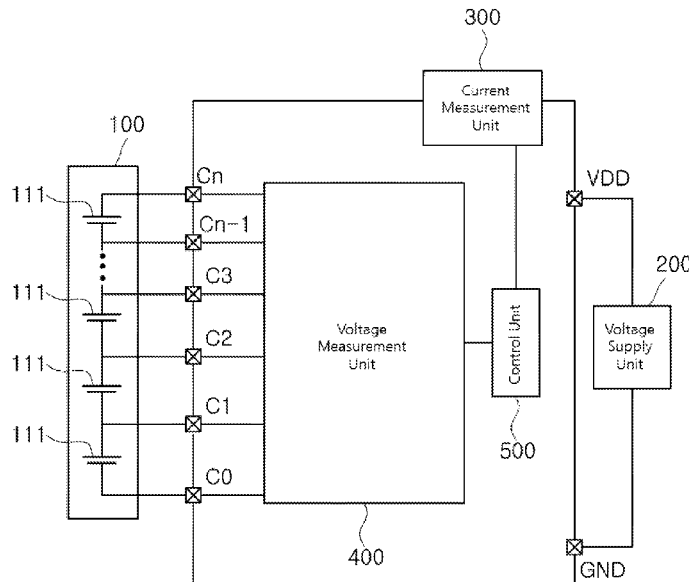 300
Current
Measurement
Unit
100
Cn
VDD
111
Cn-1
C3
200
111
C2
Voltage
Measurement
Unit
Control Unit
Voltage
Supply
Unit
111
C1
500
111
C0
400
GND